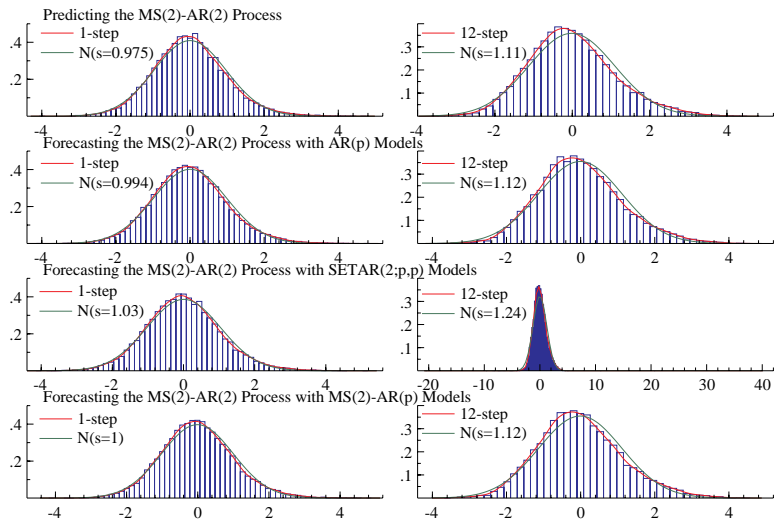 Predicting the MS(2)-AR(2) Process
.4
.2
1-step
N(s=0.975)
-4 -2 0 2 4
.3
.2
.1
12-step
N(s=1.11)
-4 -2 0 2 4
Forecasting the MS(2)-AR(2) Process with AR(p) Models
.4
.2
1-step
N(s=0.994)
-4 -2 0 2 4
.3
.2
.1
12-step
N(s=1.12)
-4 -2 0 2 4
Forecasting the MS(2)-AR(2) Process with SETAR(2;p,p) Models
.4
.2
1-step
N(s=1.03)
-4 -2 0 2 4
.3
.2
.1
12-step
N(s=1.24)
-20 -10 0 10 20 30 40
Forecasting the MS(2)-AR(2) Process with MS(2)-AR(p) Models
.4
.2
1-step
N(s=1)
-2 0 2 4
.3
.2
.1
12-step
N(s=1.12)
-4 -2 0 2 4